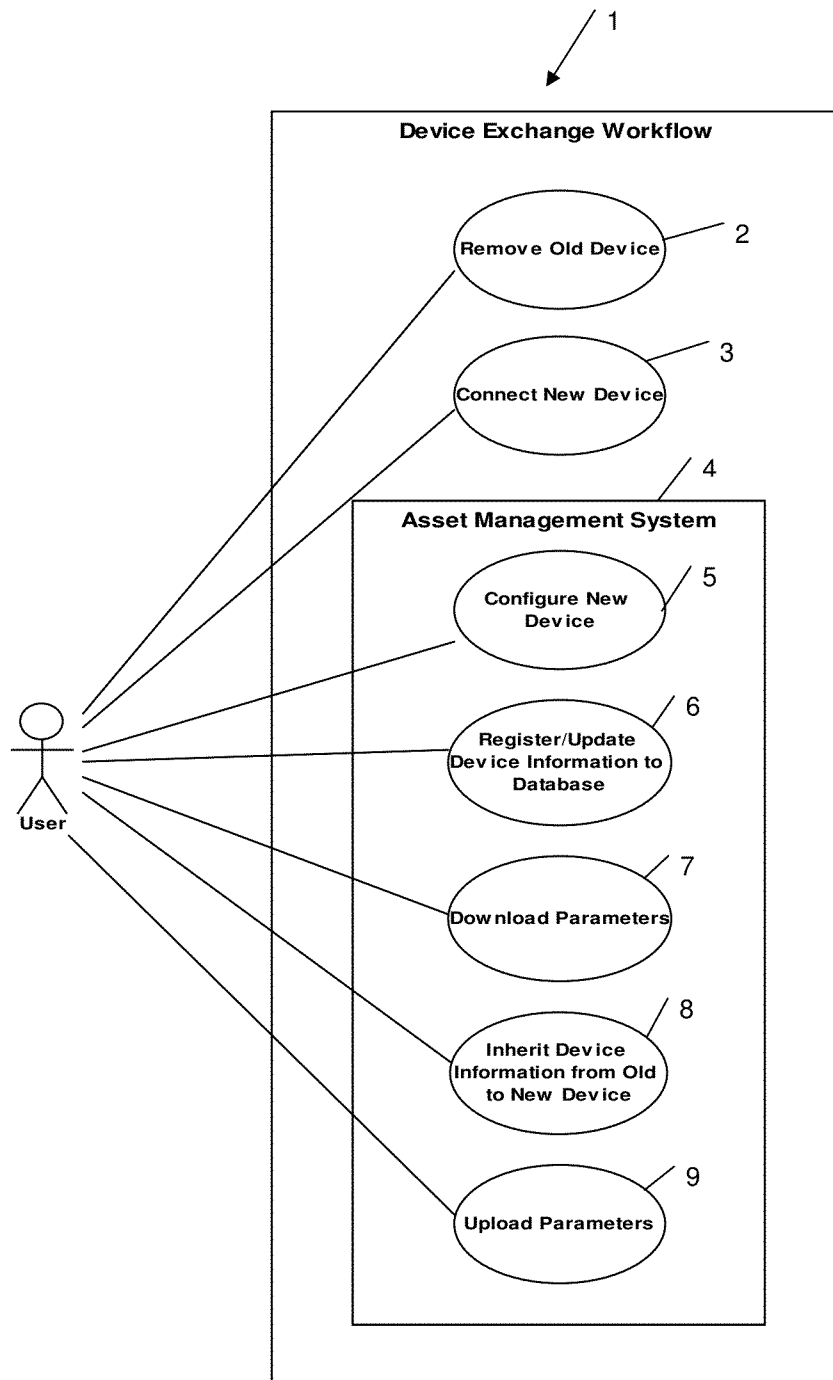 1
Device Exchange Workflow
2
Remove Old Device
3
Connect New Device
4
Asset Management System
5
Configure New
Device
6
Register/Update
Device Information to
Database
User
7
Download Parameters
8
Inherit Device
Information from Old
to New Device
9
Upload Parameters